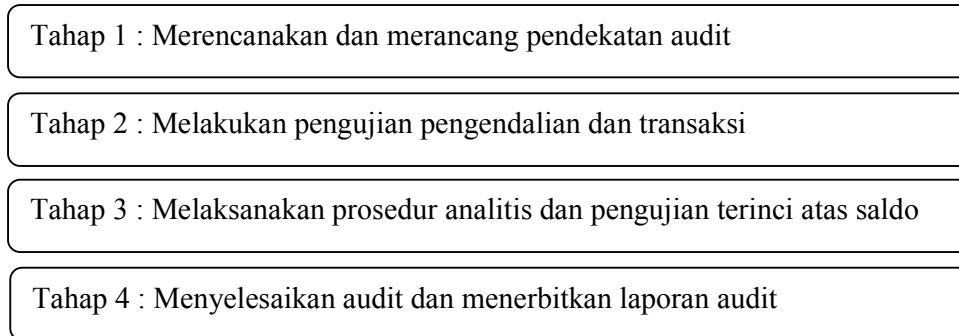 Tahap 1 : Merencanakan dan merancang pendekatan audit
Tahap 2 : Melakukan pengujian pengendalian dan transaksi
Tahap 3 : Melaksanakan prosedur analitis dan pengujian terinci atas saldo
Tahap 4 : Menyelesaikan audit dan menerbitkan laporan audit